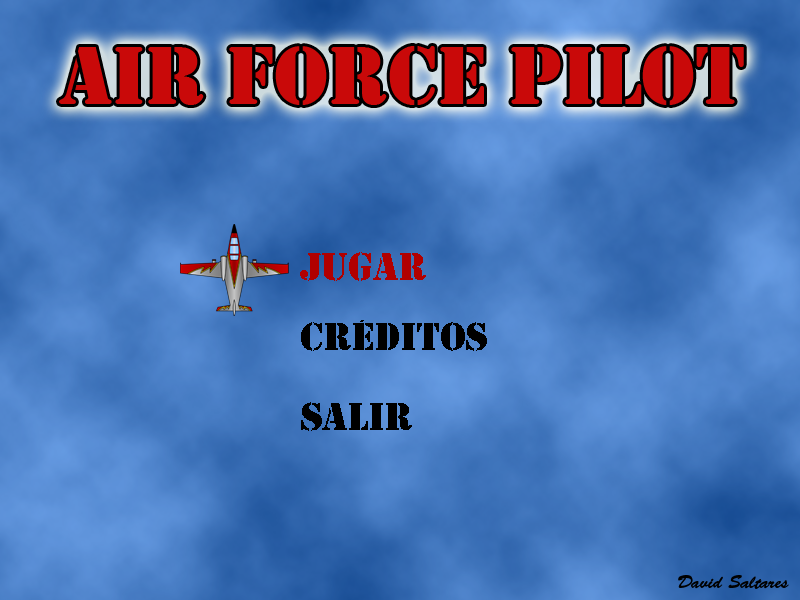 AIR FORCE PILOT
JUGAR
CRÉDITOS
SALIR
David Saltares